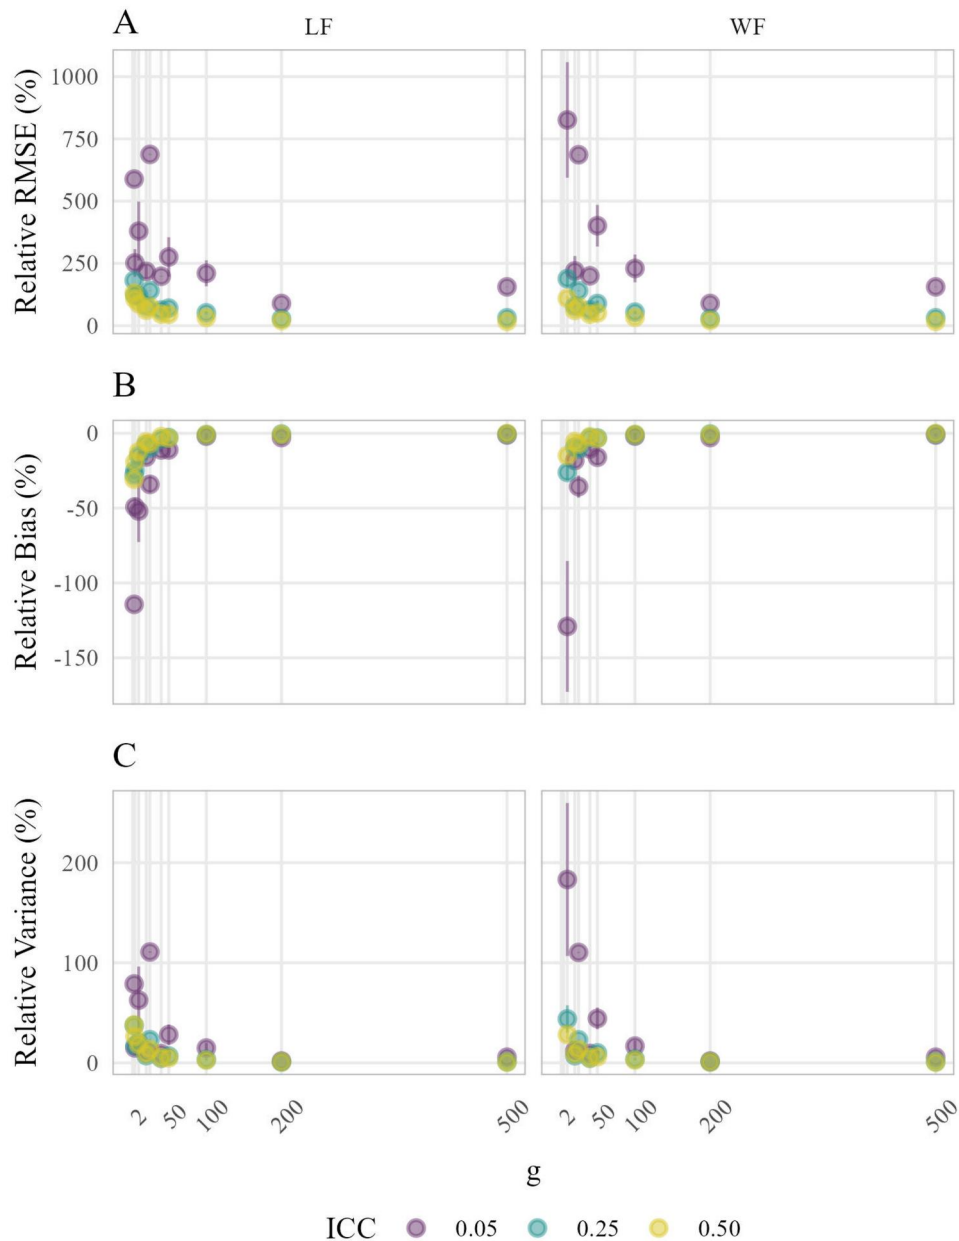 A
LF
WF
Relative RMSE (%)
1000
750
500
250
0
B
Relative Bias (%)
0
-50
-100
-150
C
Relative Variance (%)
200
100
0
2 50 100 200 500
2 50 100 200 500
g
ICC 0.05 0.25 0.50